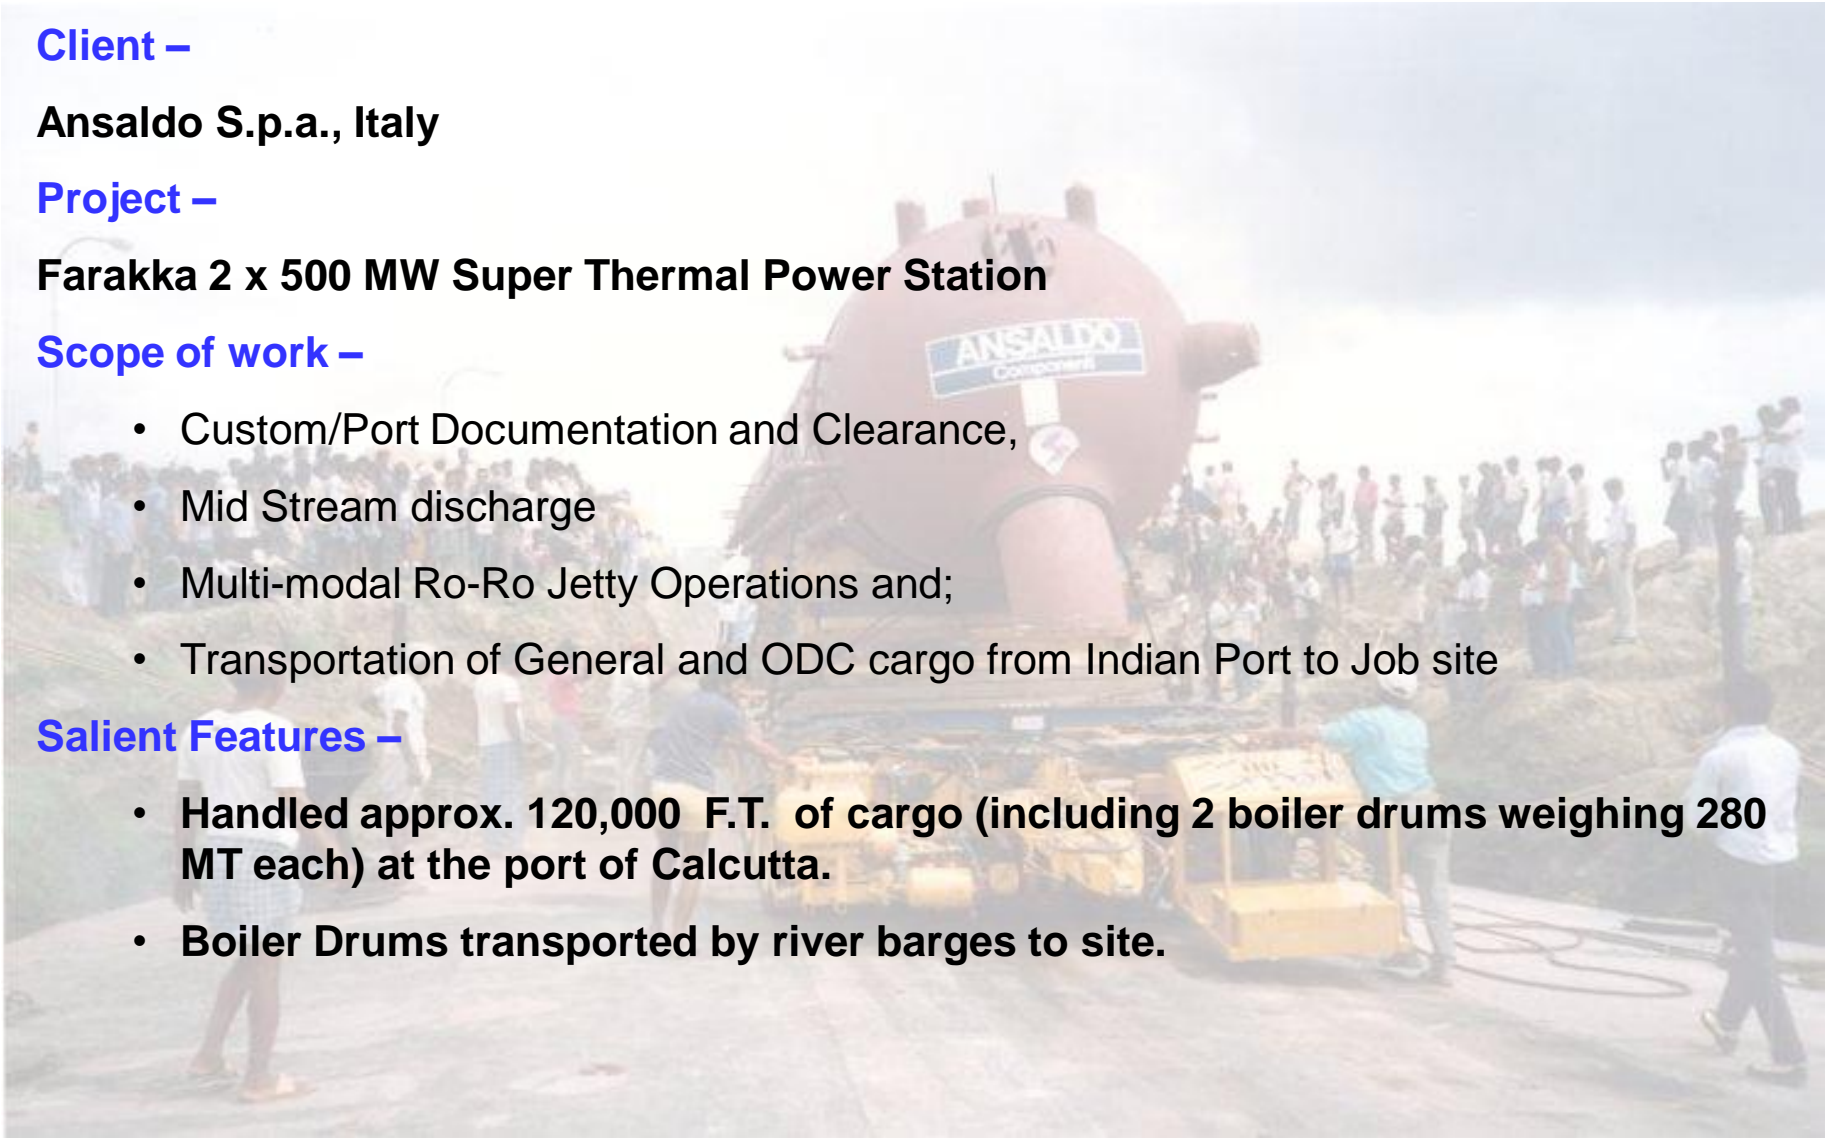 Client –
Ansaldo S.p.a., Italy
Project –
Farakka 2 x 500 MW Super Thermal Power Station
Scope of work –
ANSALDO
Component
• Custom/Port Documentation and Clearance,
• Mid Stream discharge
• Multi-modal Ro-Ro Jetty Operations and;
• Transportation of General and ODC cargo from Indian Port to Job site
Salient Features –
• Handled approx. 120,000 F.T. of cargo (including 2 boiler drums weighing 280
MT each) at the port of Calcutta.
• Boiler Drums transported by river barges to site.